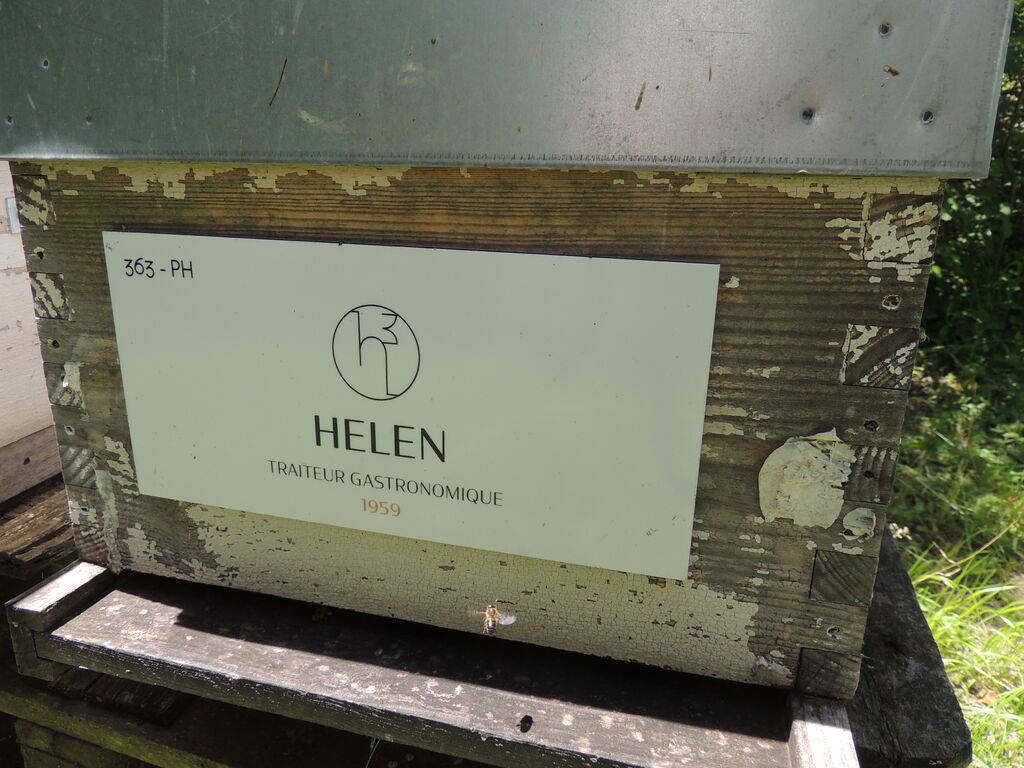 363 - PH
HELEN
TRAITEUR GASTRONOMIQUE
1959